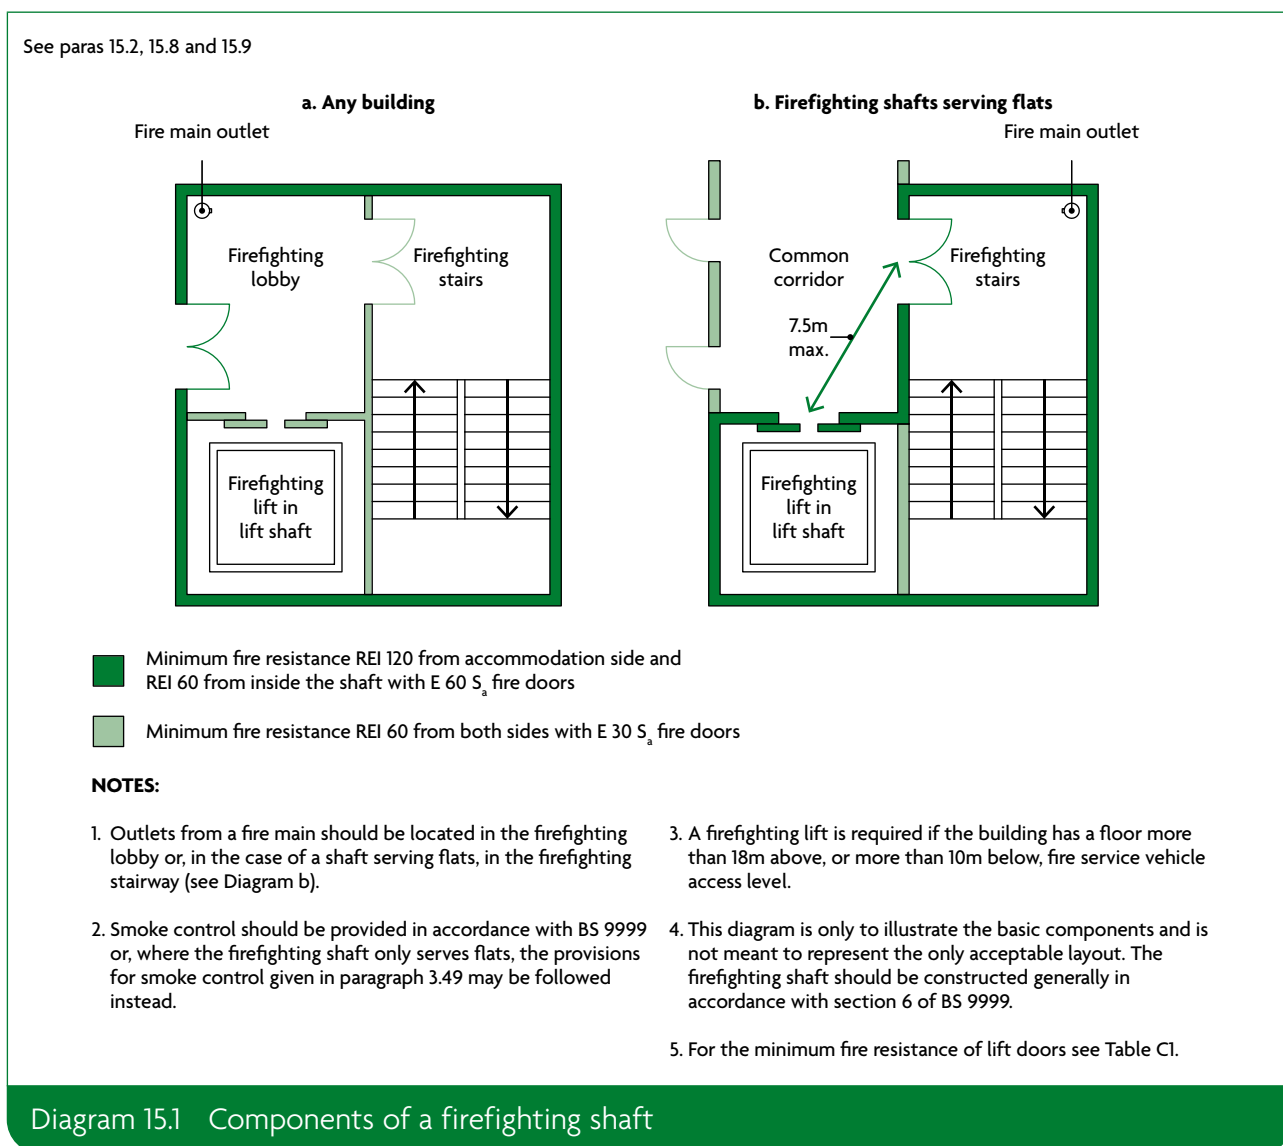 See paras 15.2, 15.8 and 15.9
a. Any building
Fire main outlet
Firefighting
lobby
Firefighting
stairs
Firefighting
lift in
lift shaft
b. Firefighting shafts serving flats
Fire main outlet
Common
corridor
Firefighting
stairs
7.5m
max.
Firefighting
lift in
lift shaft
Minimum fire resistance REI 120 from accommodation side and
REI 60 from inside the shaft with E 60 Sa fire doors
Minimum fire resistance REI 60 from both sides with E 30 Sa fire doors
NOTES:
1. Outlets from a fire main should be located in the firefighting
lobby or, in the case of a shaft serving flats, in the firefighting
stairway (see Diagram b).
2. Smoke control should be provided in accordance with BS 9999
or, where the firefighting shaft only serves flats, the provisions
for smoke control given in paragraph 3.49 may be followed
instead.
3. A firefighting lift is required if the building has a floor more
than 18m above, or more than 10m below, fire service vehicle
access level.
4. This diagram is only to illustrate the basic components and is
not meant to represent the only acceptable layout. The
firefighting shaft should be constructed generally in
accordance with section 6 of BS 9999.
5. For the minimum fire resistance of lift doors see Table C1.
Diagram 15.1 Components of a firefighting shaft